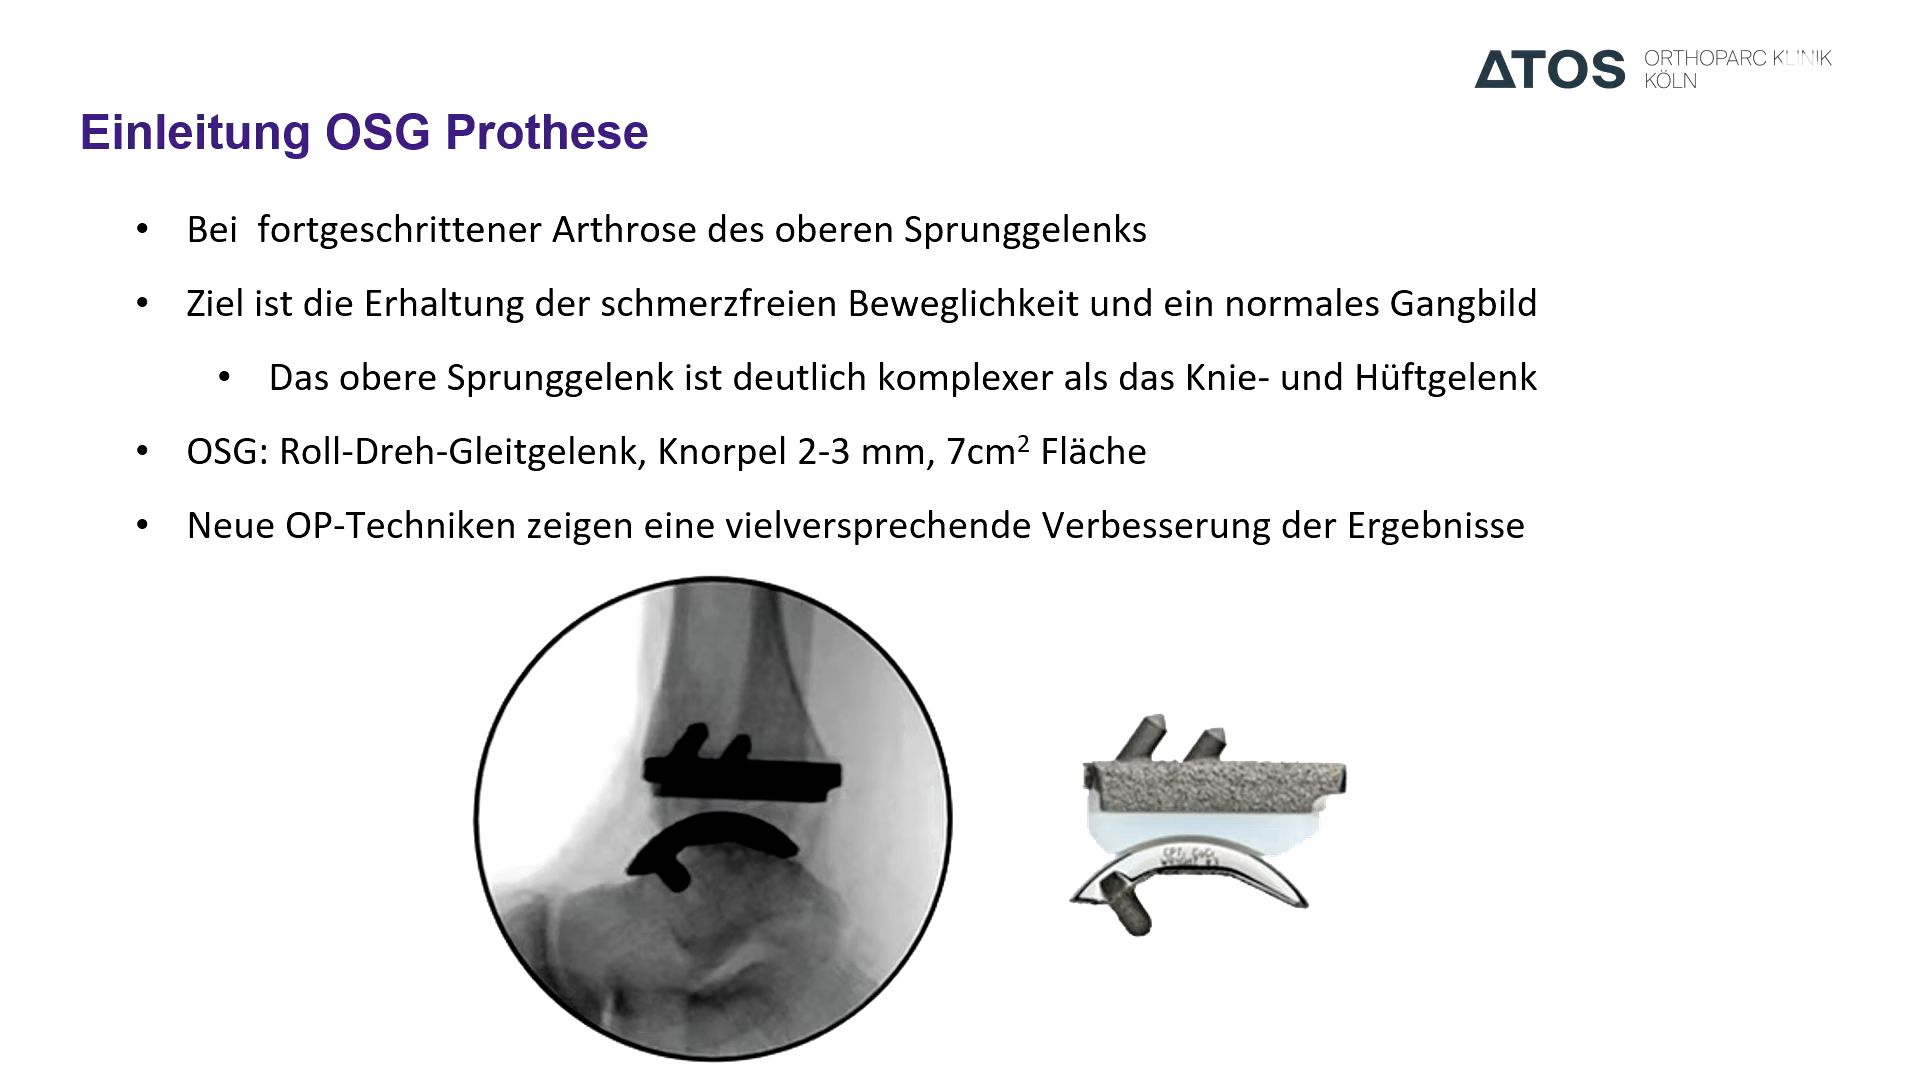 ATOS ORTHOPARC KLINIK
KÖLN
Einleitung OSG Prothese
• Bei  fortgeschrittener Arthrose des oberen Sprunggelenks
• Ziel ist die Erhaltung der schmerzfreien Beweglichkeit und ein normales Gangbild
• Das obere Sprunggelenk ist deutlich komplexer als das Knie- und Hüftgelenk
• OSG: Roll-Dreh-Gleitgelenk, Knorpel 2-3 mm, 7cm² Fläche
• Neue OP-Techniken zeigen eine vielversprechende Verbesserung der Ergebnisse